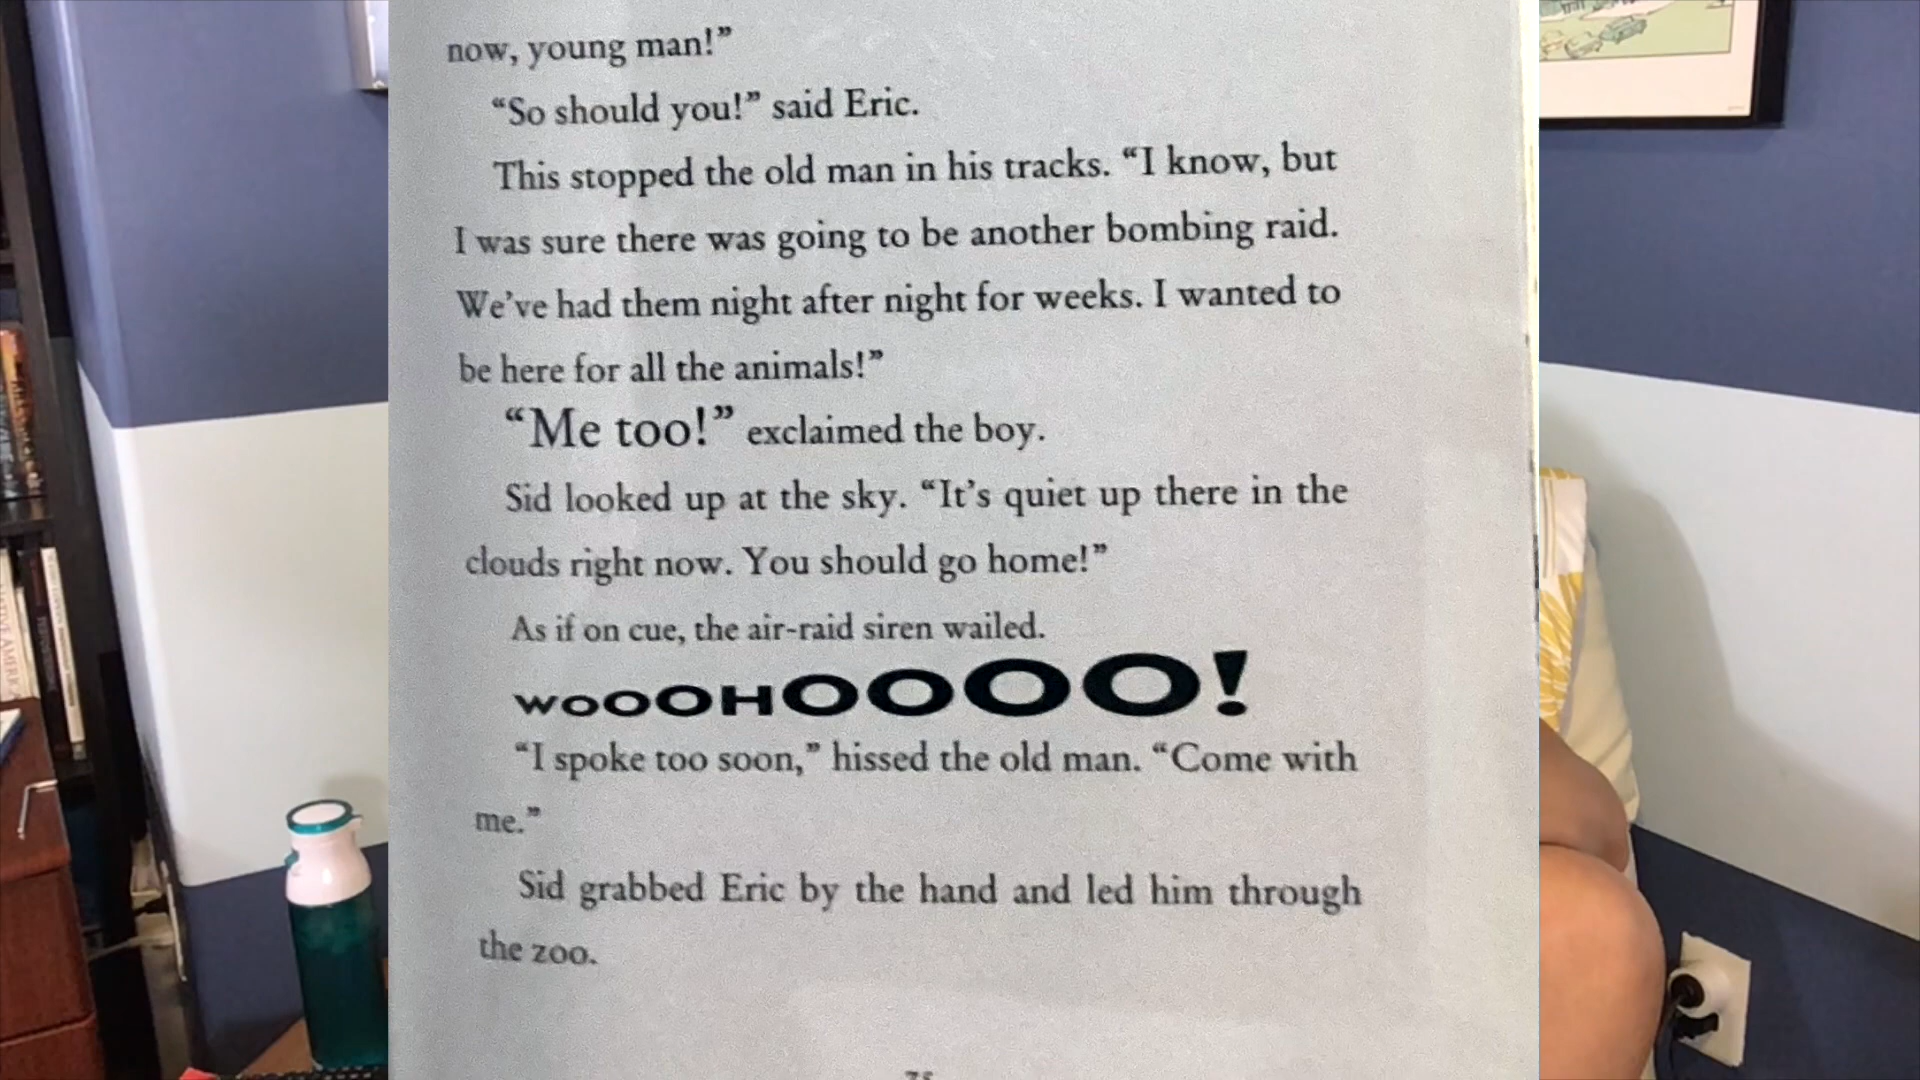 now, young man!”
“So should you!” said Eric.
This stopped the old man in his tracks. “I know, but
I was sure there was going to be another bombing raid.
We’ve had them night after night for weeks. I wanted to
be here for all the animals!”
“Me too!” exclaimed the boy.
Sid looked up at the sky. “It’s quiet up there in the
clouds right now. You should go home!”
As if on cue, the air-raid siren wailed.
WOOOHOOOO!
“I spoke too soon,” hissed the old man. “Come with
me.”
Sid grabbed Eric by the hand and led him through
the zoo.